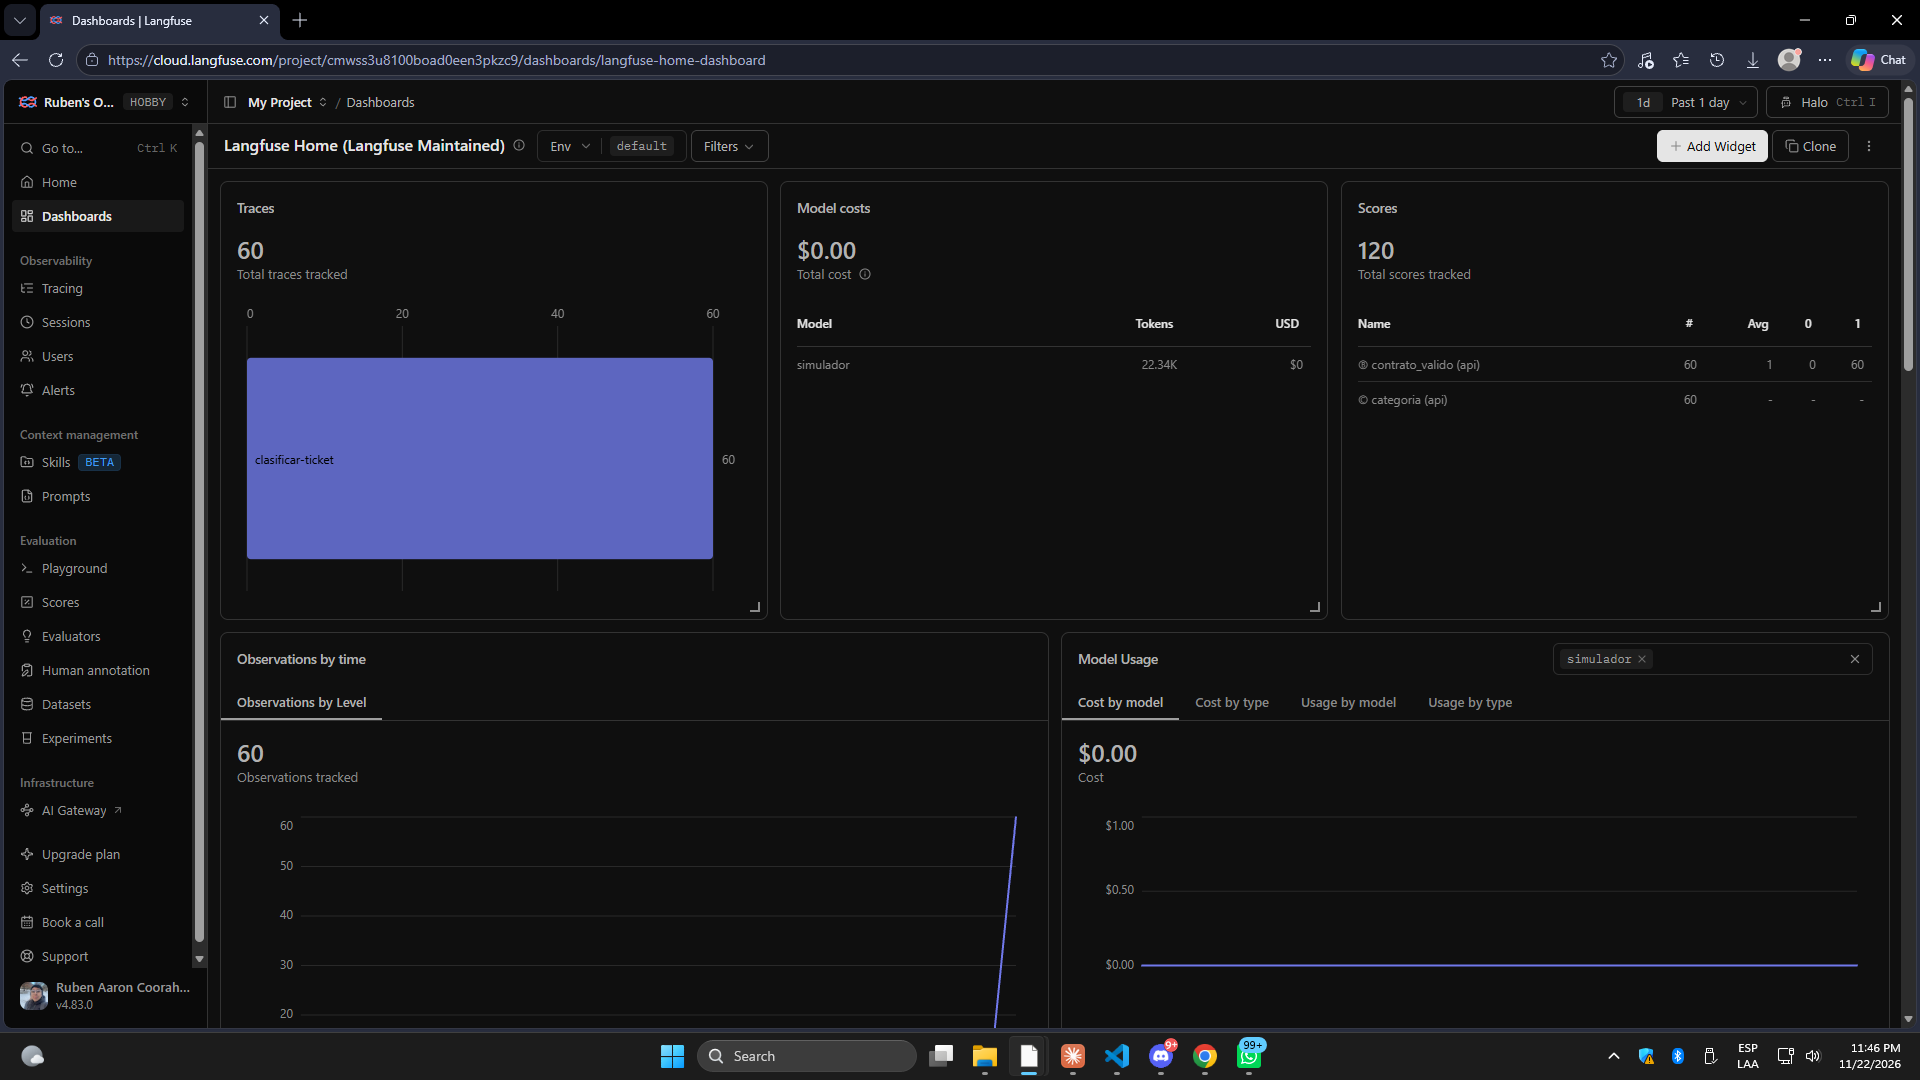 Dashboards | Langfuse
https://cloud.langfuse.com/project/cmwss3u8100boad0een3pkzc9/dashboards/langfuse-home-dashboard
Chat
Ruben's O... HOBBY
My Project / Dashboards
1d Past 1 day
Halo Ctrl I
Go to... Ctrl K
Home
Dashboards
Observability
Tracing
Sessions
Users
Alerts
Context management
Skills BETA
Prompts
Evaluation
Playground
Scores
Evaluators
Human annotation
Datasets
Experiments
Infrastructure
AI Gateway
Upgrade plan
Settings
Book a call
Support
Ruben Aaron Coorah...
v4.83.0
Langfuse Home (Langfuse Maintained)
Env default
Filters
Add Widget
Clone
Traces
60
Total traces tracked
0 20 40 60
clasificar-ticket 60
Model costs
$0.00
Total cost
Model Tokens USD
simulador 22.34K $0
Scores
120
Total scores tracked
Name # Avg 0 1
® contrato_valido (api) 60 1 0 60
© categoria (api) 60 - - -
Observations by time
Observations by Level
60
Observations tracked
60
50
40
30
20
Model Usage
simulador
Cost by model Cost by type Usage by model Usage by type
$0.00
Cost
$1.00
$0.50
$0.00
Search
9+
99+
ESP
LAA
11:46 PM
11/22/2026